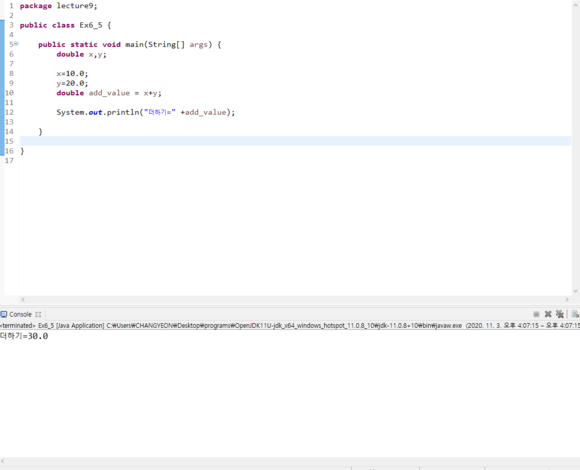 1 package lecture9;
2
3 public class Ex6_5 {
4
5 public static void main(String[] args) {
6 double x,y;
7
8 x=10.0;
9 y=20.0;
10 double add_value = x+y;
11
12 System.out.println("더하기=" +add_value);
13
14 }
15
16 }
17
Console
<terminated> Ex6_5 [Java Application] C:₩Users₩CHANGYEON₩Desktop₩programs₩OpenJDK11U-jdk_x64_windows_hotspot_11.0.8_10₩jdk-11.0.8+10₩bin₩javaw.exe (2020. 11. 3. 오후 4:07:15 – 오후 4:07:15
더하기=30.0